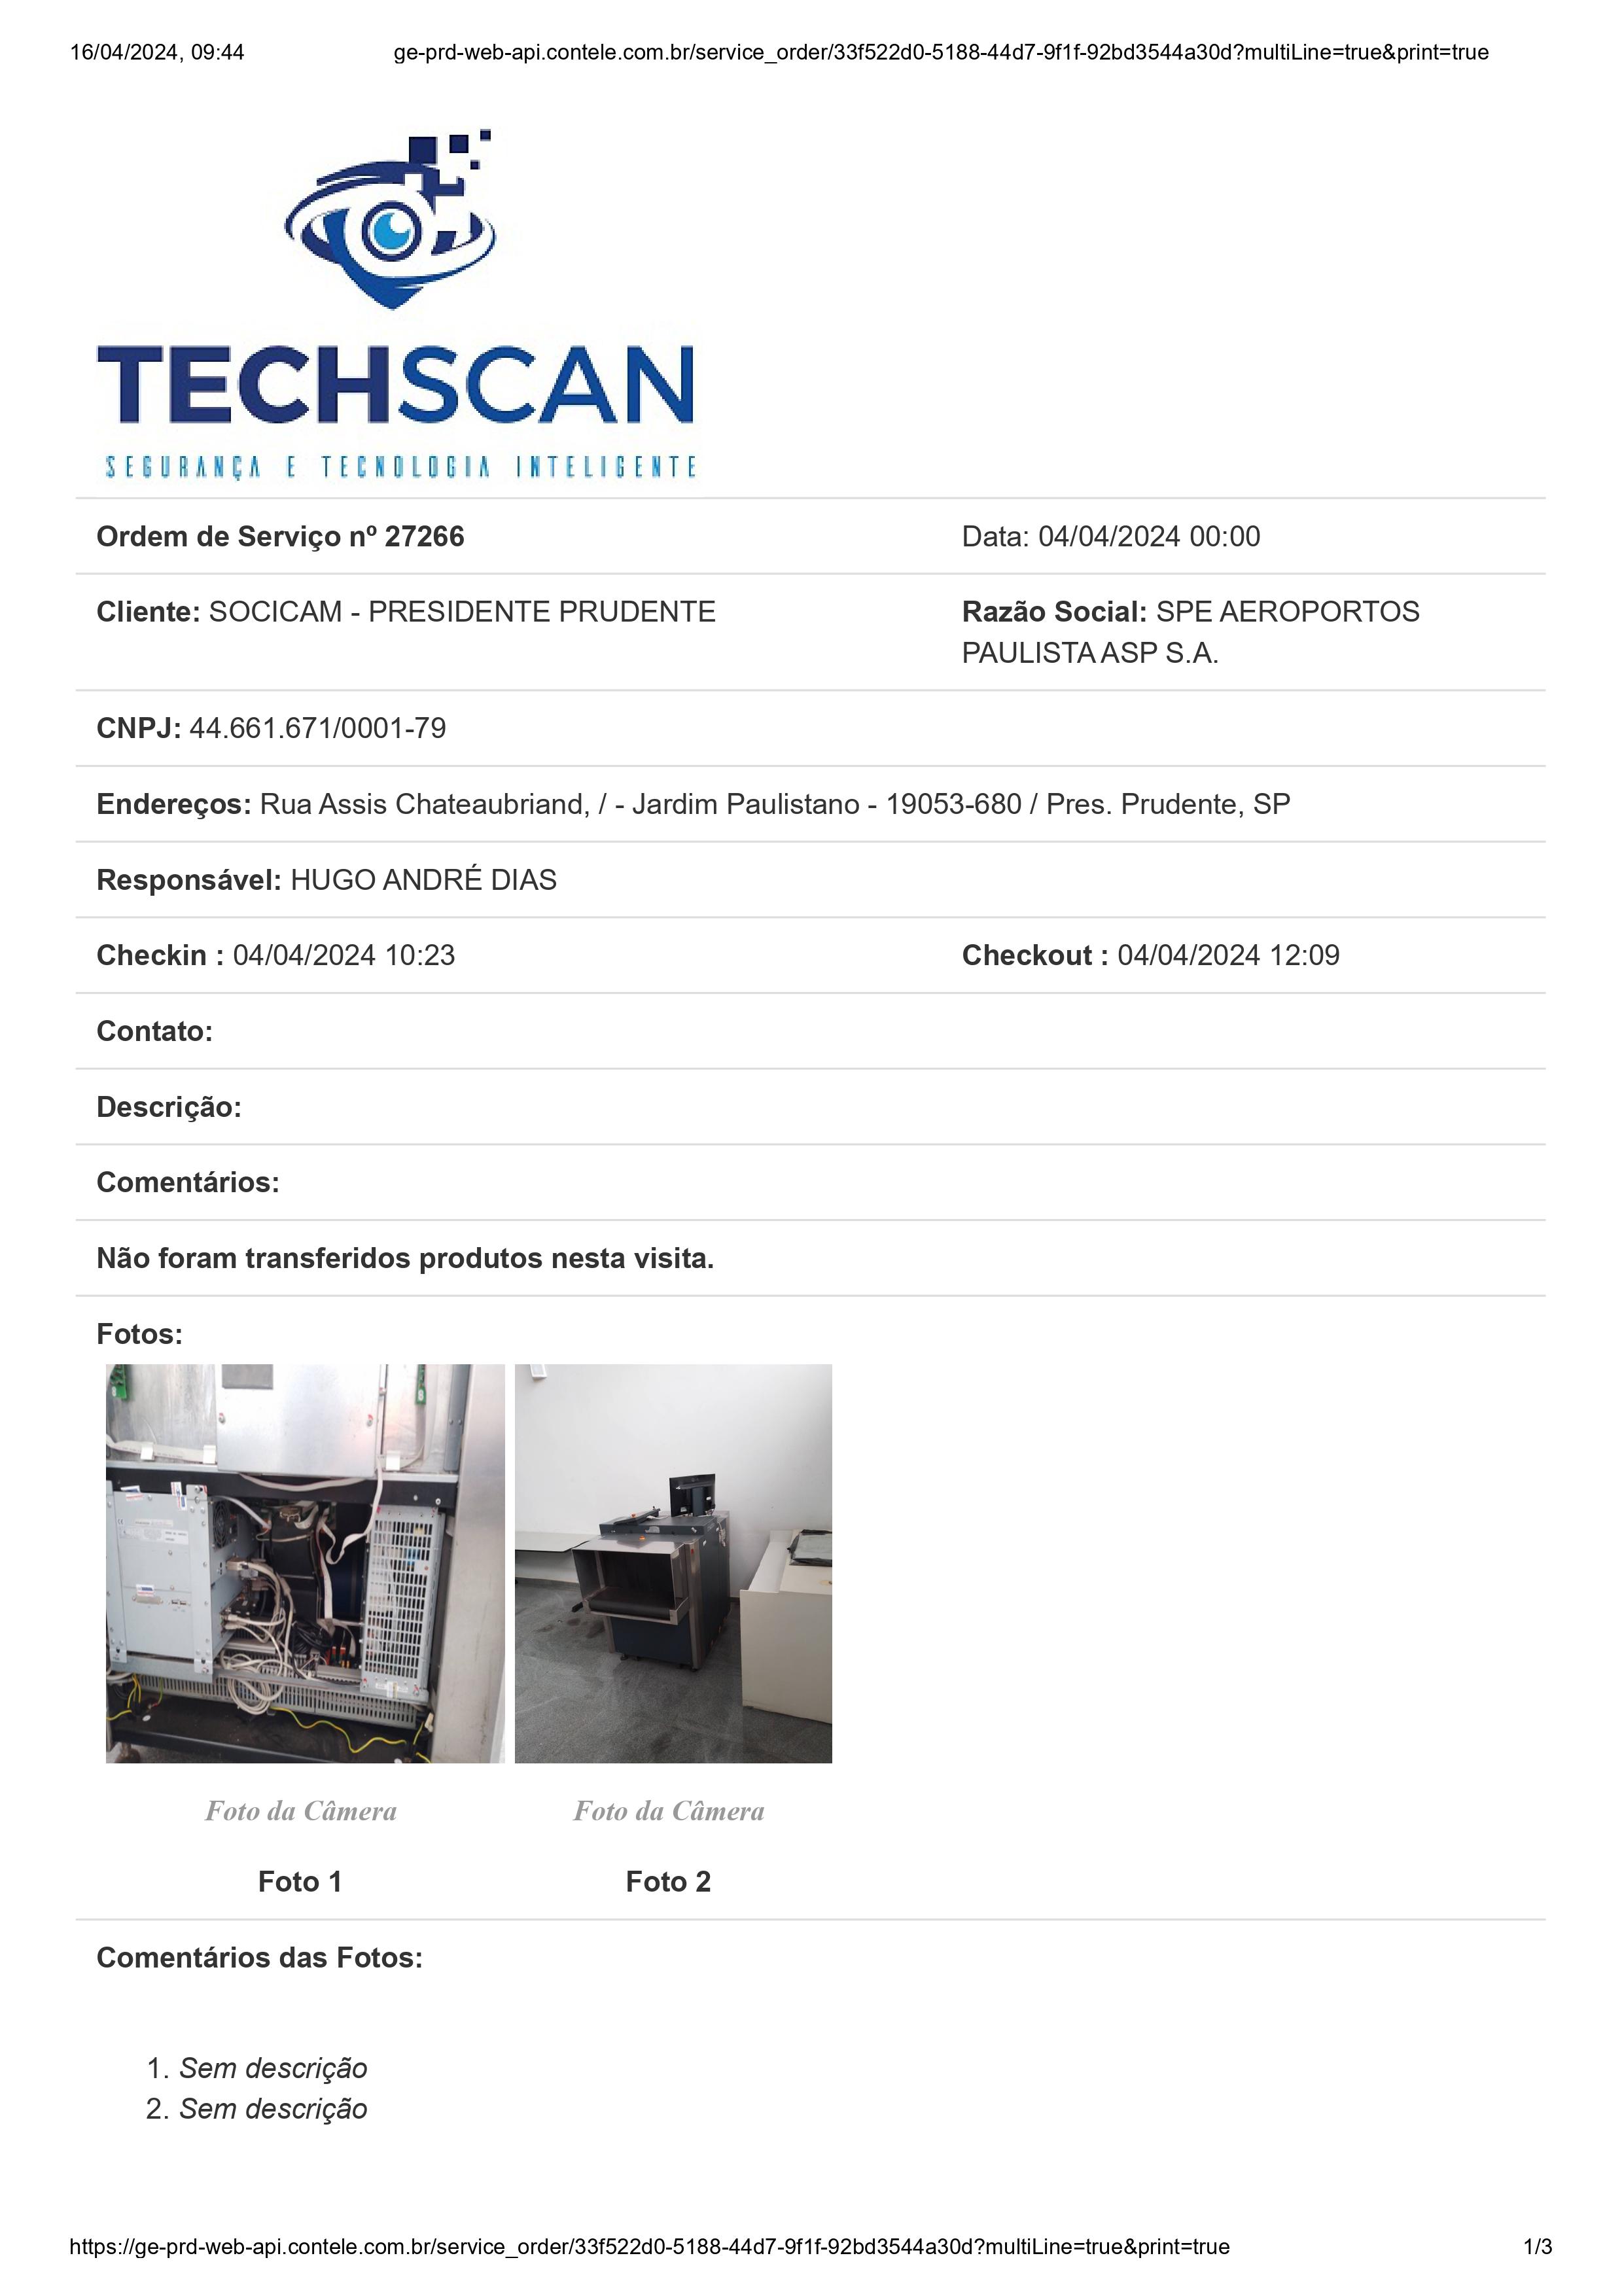 16/04/2024, 09:44 ge-prd-web-api.contele.com.br/service_order/33f522d0-5188-44d7-9f1f-92bd3544a30d?multiLine=true&print=true
TECHSCAN
SEGURANÇA E TECNOLOGIA INTELIGENTE
Ordem de Serviço nº 27266 Data: 04/04/2024 00:00
Cliente: SOCICAM - PRESIDENTE PRUDENTE Razão Social: SPE AEROPORTOS
PAULISTA ASP S.A.
CNPJ: 44.661.671/0001-79
Endereços: Rua Assis Chateaubriand, / - Jardim Paulistano - 19053-680 / Pres. Prudente, SP
Responsável: HUGO ANDRÉ DIAS
Checkin : 04/04/2024 10:23 Checkout : 04/04/2024 12:09
Contato:
Descrição:
Comentários:
Não foram transferidos produtos nesta visita.
Fotos:
Foto da Câmera Foto da Câmera
Foto 1 Foto 2
Comentários das Fotos:
1. Sem descrição
2. Sem descrição
https://ge-prd-web-api.contele.com.br/service_order/33f522d0-5188-44d7-9f1f-92bd3544a30d?multiLine=true&print=true 1/3